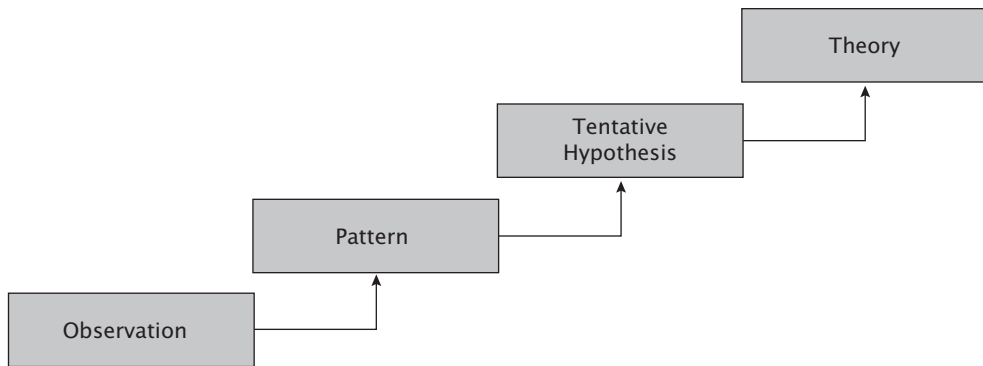 Theory
Tentative
Hypothesis
Pattern
Observation